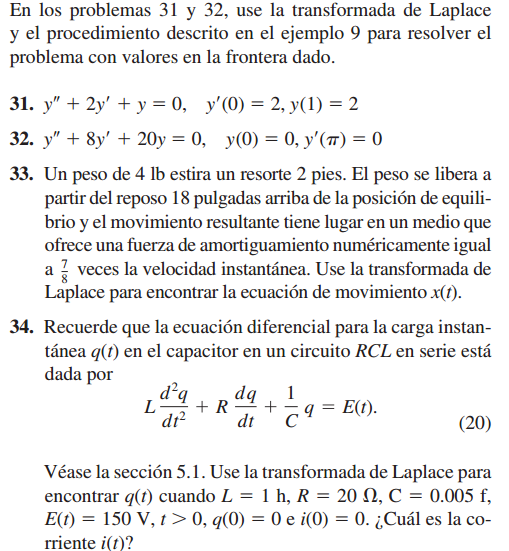 En los problemas 31 y 32, use la transformada de Laplace
y el procedimiento descrito en el ejemplo 9 para resolver el
problema con valores en la frontera dado.
31. y″ + 2y′ + y = 0, y′(0) = 2, y(1) = 2
32. y″ + 8y′ + 20y = 0, y(0) = 0, y′(π) = 0
33. Un peso de 4 lb estira un resorte 2 pies. El peso se libera a
partir del reposo 18 pulgadas arriba de la posición de equili-
brio y el movimiento resultante tiene lugar en un medio que
ofrece una fuerza de amortiguamiento numéricamente igual
a 7/8 veces la velocidad instantánea. Use la transformada de
Laplace para encontrar la ecuación de movimiento x(t).
34. Recuerde que la ecuación diferencial para la carga instan-
tánea q(t) en el capacitor en un circuito RCL en serie está
dada por
L d²q/dt² + R dq/dt + 1/C q = E(t).
(20)
Véase la sección 5.1. Use la transformada de Laplace para
encontrar q(t) cuando L = 1 h, R = 20 Ω, C = 0.005 f,
E(t) = 150 V, t > 0, q(0) = 0 e i(0) = 0. ¿Cuál es la co-
rriente i(t)?